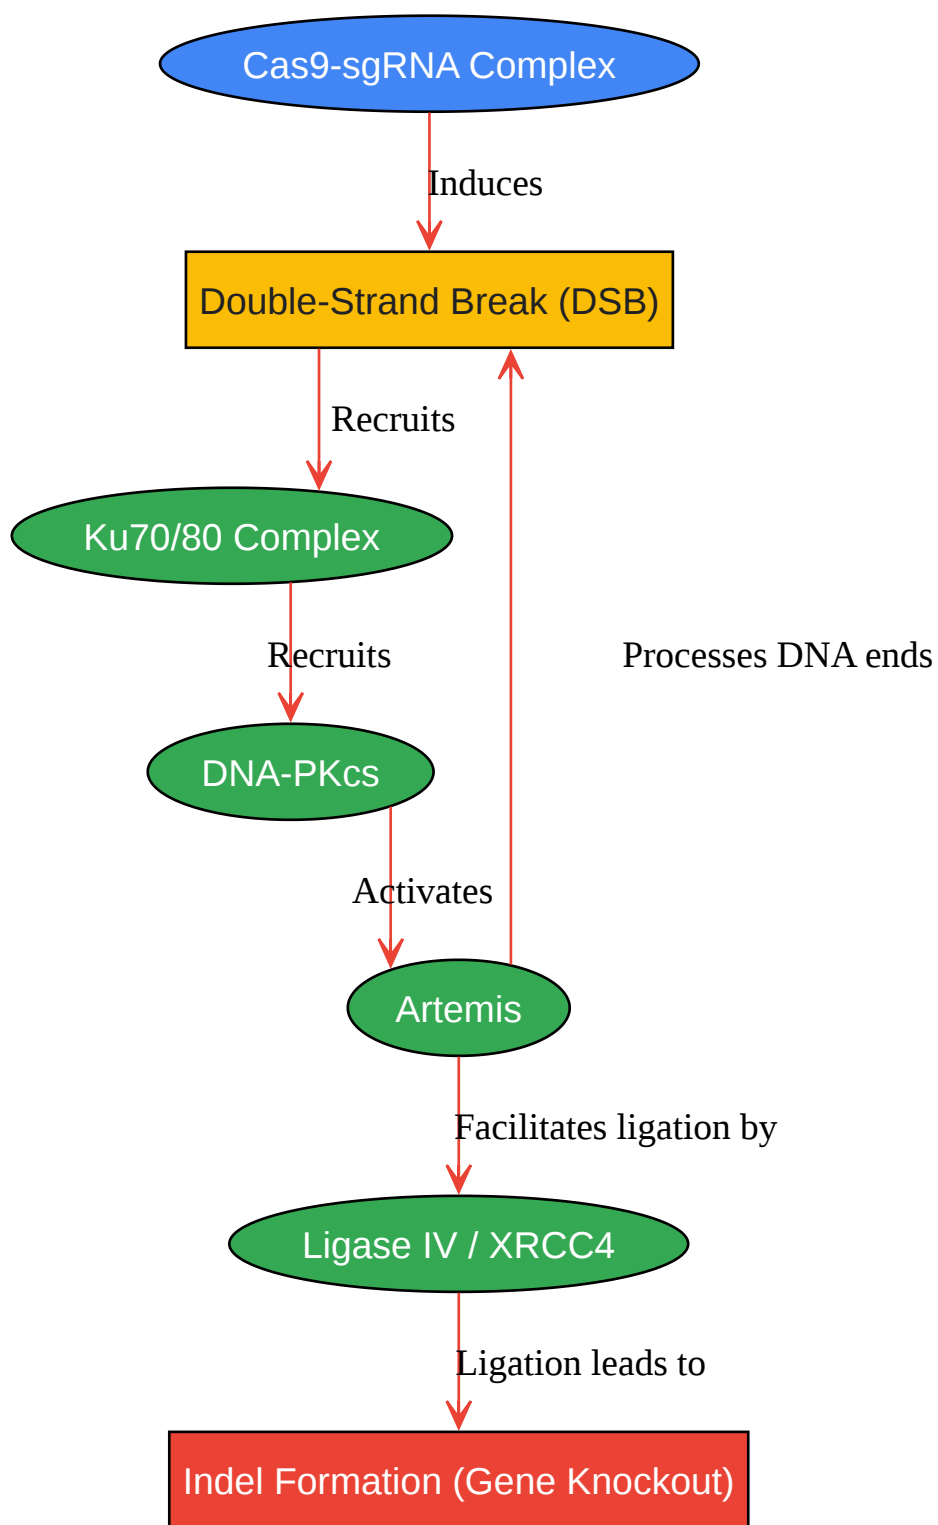 Cas9-sgRNA Complex
Induces
Double-Strand Break (DSB)
Recruits
Ku70/80 Complex
Recruits
Processes DNA ends
DNA-PKcs
Activates
Artemis
Facilitates ligation by
Ligase IV / XRCC4
Ligation leads to
Indel Formation (Gene Knockout)